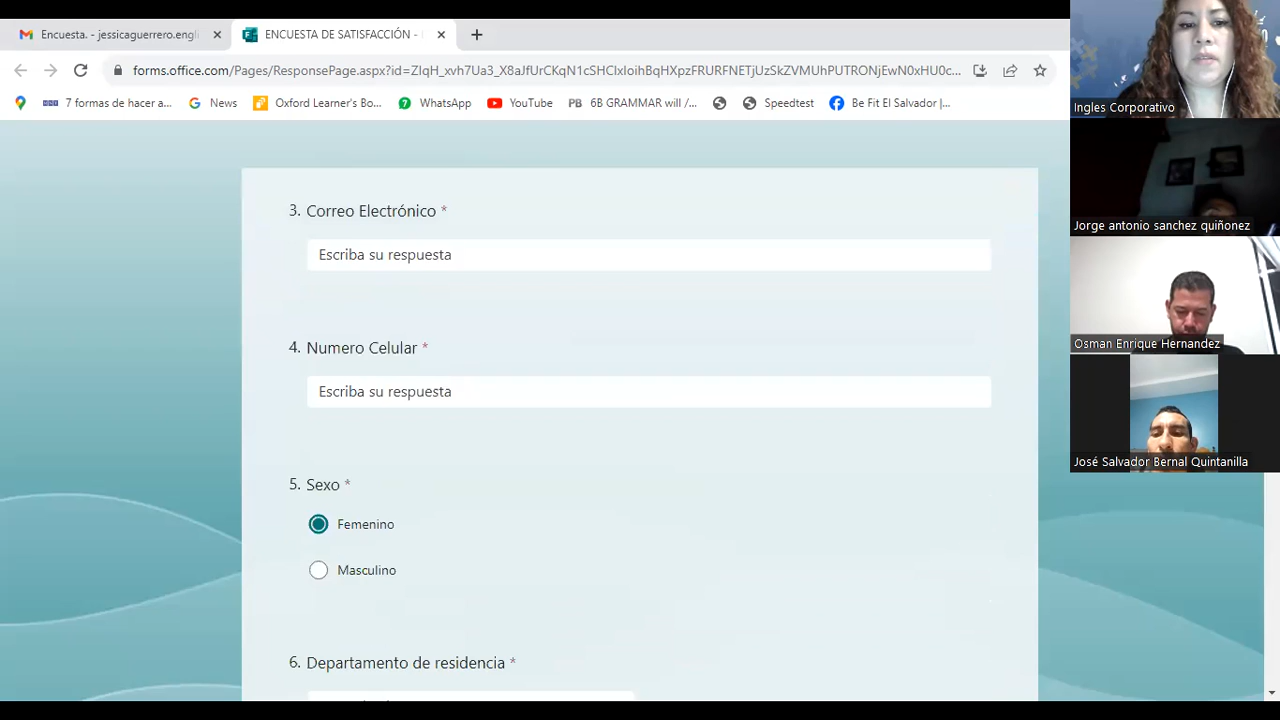 Encuesta. - jessicaguerrero.engli
ENCUESTA DE SATISFACCIÓN - (
forms.office.com/Pages/ResponsePage.aspx?id=ZIqH_xvh7Ua3_X8aJfUrCKqN1cSHCIxIoihBqHXpzFRURFNETjUzSkZVMUhPUTRONjEwN0xHU0c...
7 formas de hacer a...
News
Oxford Learner's Bo...
WhatsApp
YouTube
PB 6B GRAMMAR will /...
Speedtest
Be Fit El Salvador |...
3. Correo Electrónico *
Escriba su respuesta
4. Numero Celular *
Escriba su respuesta
5. Sexo *
Femenino
Masculino
6. Departamento de residencia *
Ingles Corporativo
Jorge antonio sanchez quiñonez
Osman Enrique Hernandez
José Salvador Bernal Quintanilla